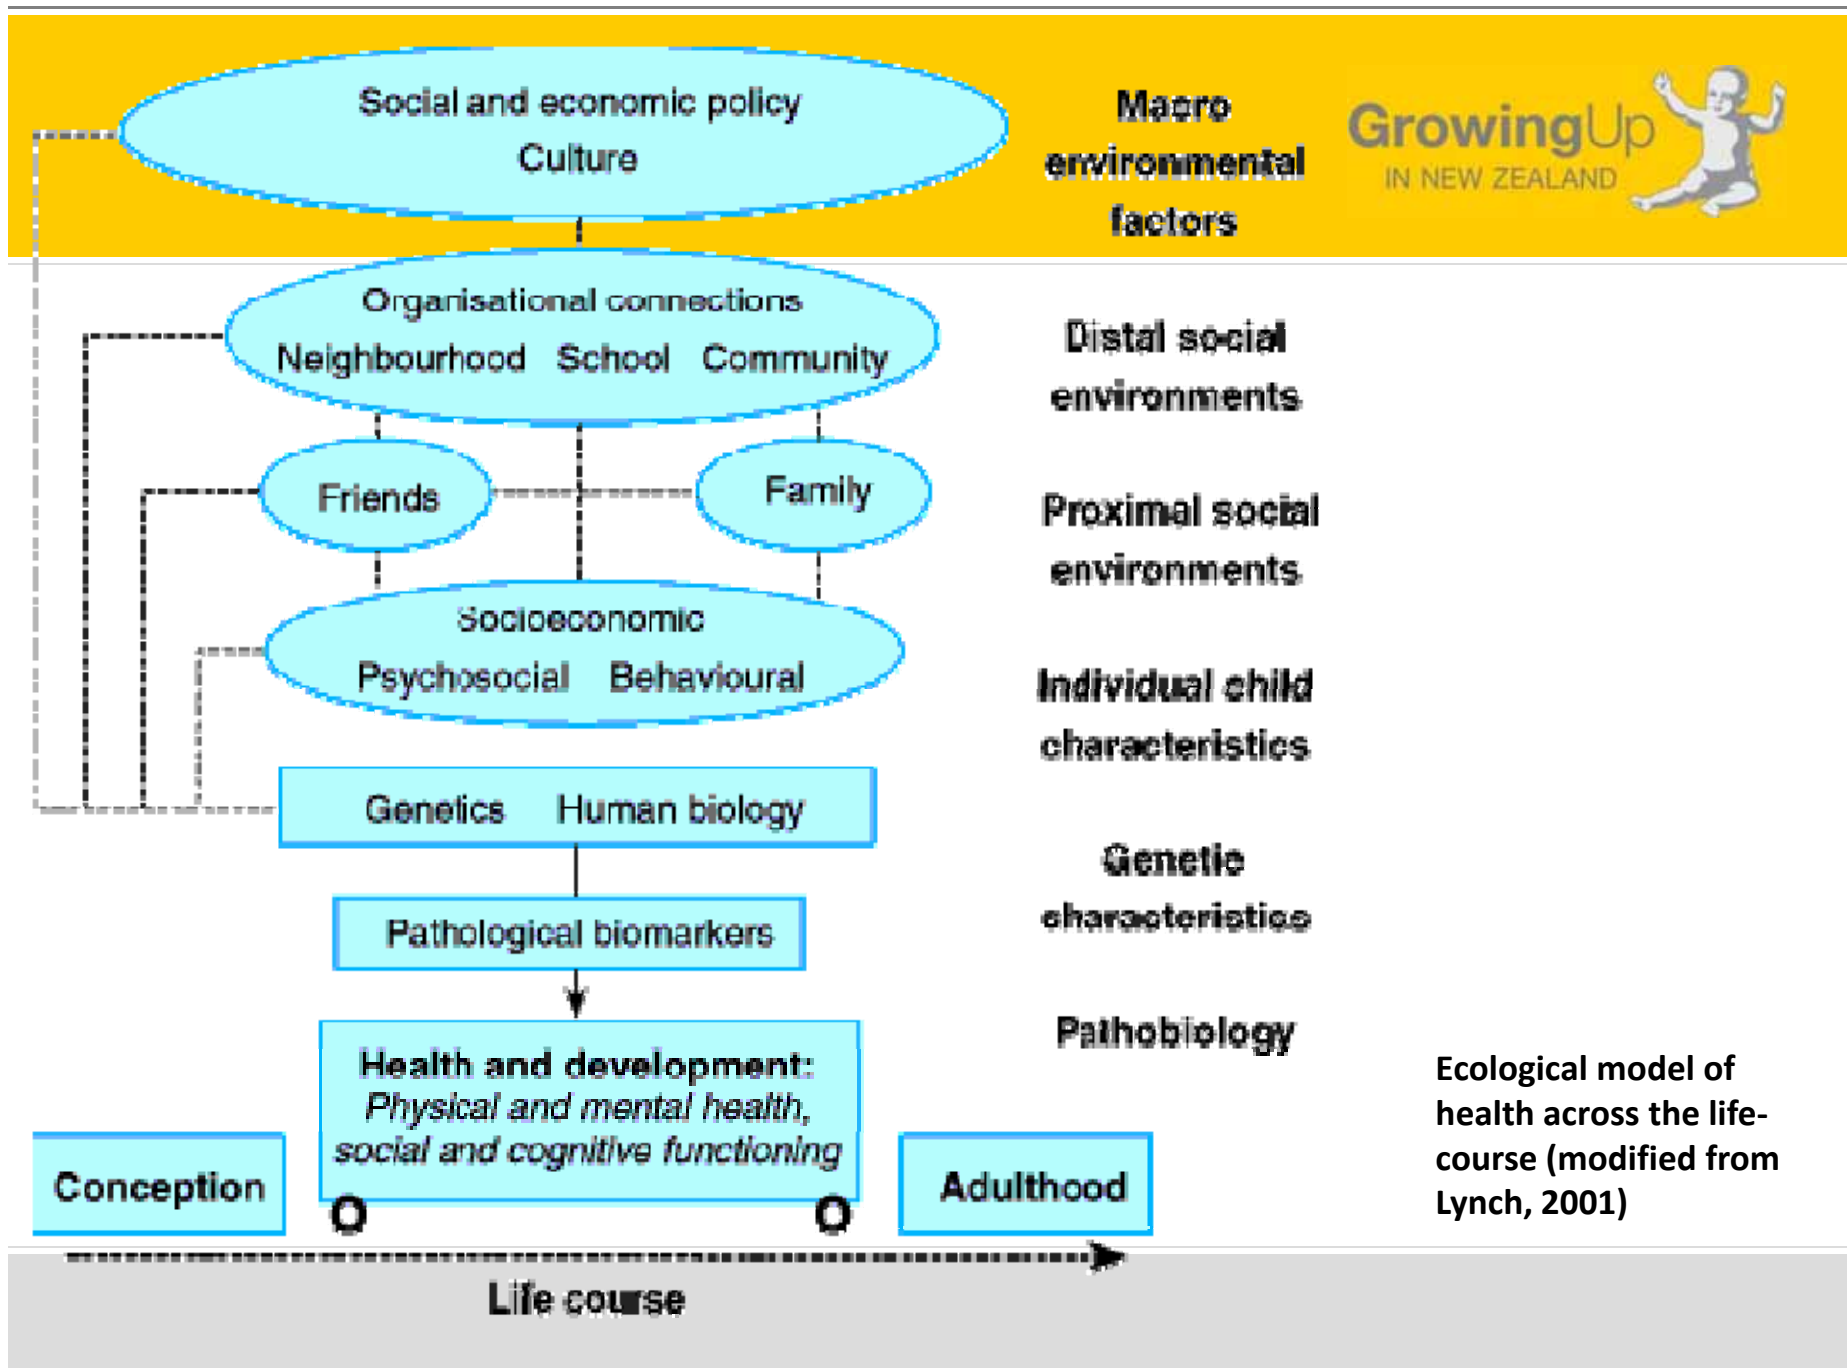 Social and economic policy
Culture
Macro
environmental
factors
GrowingUp
IN NEW ZEALAND
Organisational connections
Neighbourhood School Community
Distal social
environments
Friends
Family
Proximal social
environments
Socioeconomic
Psychosocial Behavioural
Individual child
characteristics
Genetics Human biology
Genetic
characteristics
Pathological biomarkers
Pathobiology
Health and development:
Physical and mental health,
social and cognitive functioning
Conception
Adulthood
Ecological model of
health across the life-
course (modified from
Lynch, 2001)
Life course